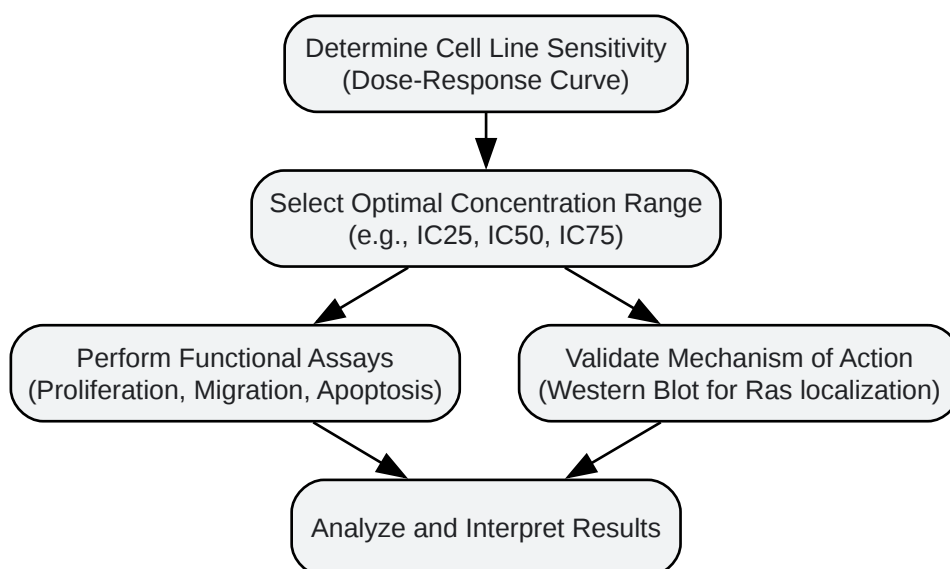 Determine Cell Line Sensitivity
(Dose-Response Curve)
Select Optimal Concentration Range
(e.g., IC25, IC50, IC75)
Perform Functional Assays
(Proliferation, Migration, Apoptosis)
Validate Mechanism of Action
(Western Blot for Ras localization)
Analyze and Interpret Results